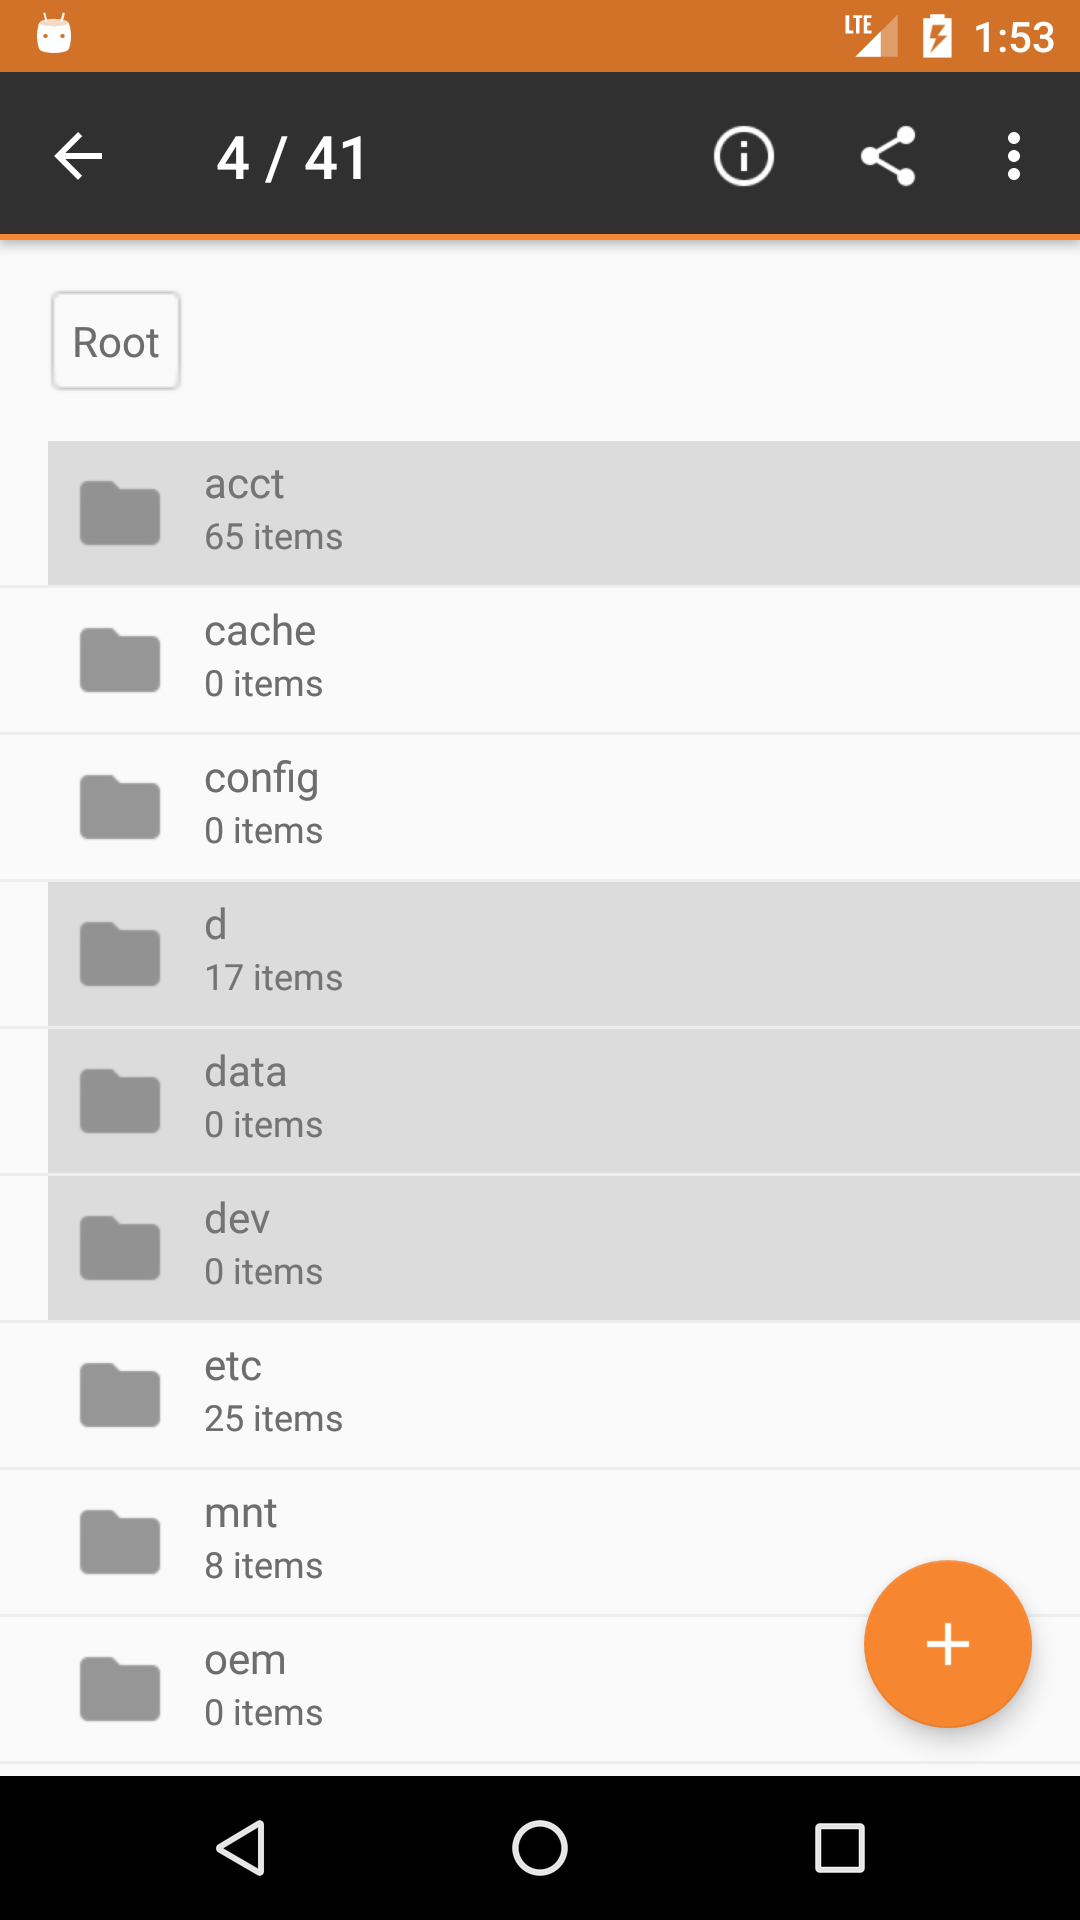 LTE 1:53
4 / 41
Root
acct
65 items
cache
0 items
config
0 items
d
17 items
data
0 items
dev
0 items
etc
25 items
mnt
8 items
oem
0 items